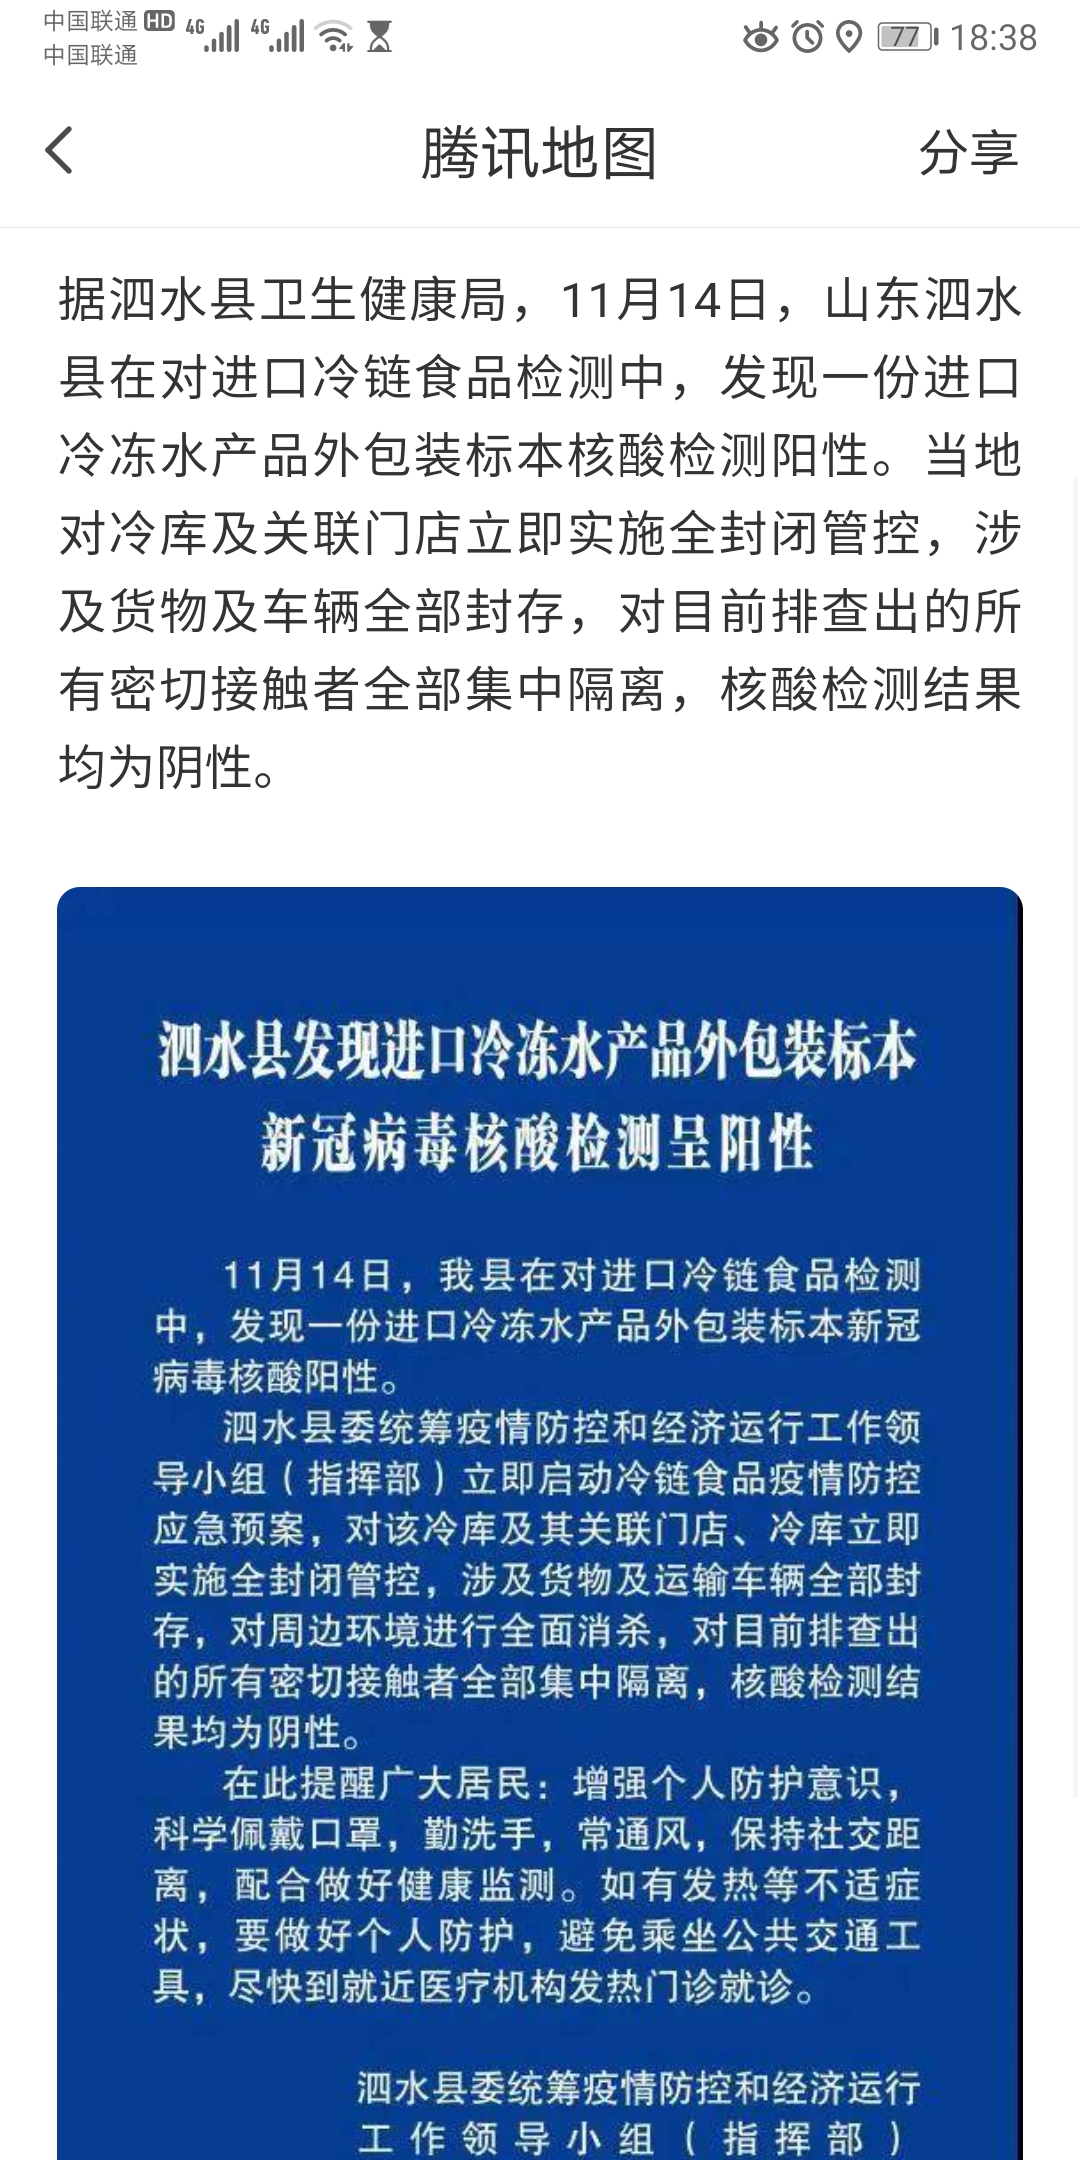 中国联通 HD 4G 4G 77 18:38
中国联通
腾讯地图 分享
据泗水县卫生健康局，11月14日，山东泗水
县在对进口冷链食品检测中，发现一份进口
冷冻水产品外包装标本核酸检测阳性。当地
对冷库及关联门店立即实施全封闭管控，涉
及货物及车辆全部封存，对目前排查出的所
有密切接触者全部集中隔离，核酸检测结果
均为阴性。
泗水县发现进口冷冻水产品外包装标本
新冠病毒核酸检测呈阳性
11月14日，我县在对进口冷链食品检测
中，发现一份进口冷冻水产品外包装标本新冠
病毒核酸阳性。
泗水县委统筹疫情防控和经济运行工作领
导小组（指挥部）立即启动冷链食品疫情防控
应急预案，对该冷库及其关联门店、冷库立即
实施全封闭管控，涉及货物及运输车辆全部封
存，对周边环境进行全面消杀，对目前排查出
的所有密切接触者全部集中隔离，核酸检测结
果均为阴性。
在此提醒广大居民：增强个人防护意识，
科学佩戴口罩，勤洗手，常通风，保持社交距
离，配合做好健康监测。如有发热等不适症
状，要做好个人防护，避免乘坐公共交通工
具，尽快到就近医疗机构发热门诊就诊。
泗水县委统筹疫情防控和经济运行
工作领导小组（指挥部）